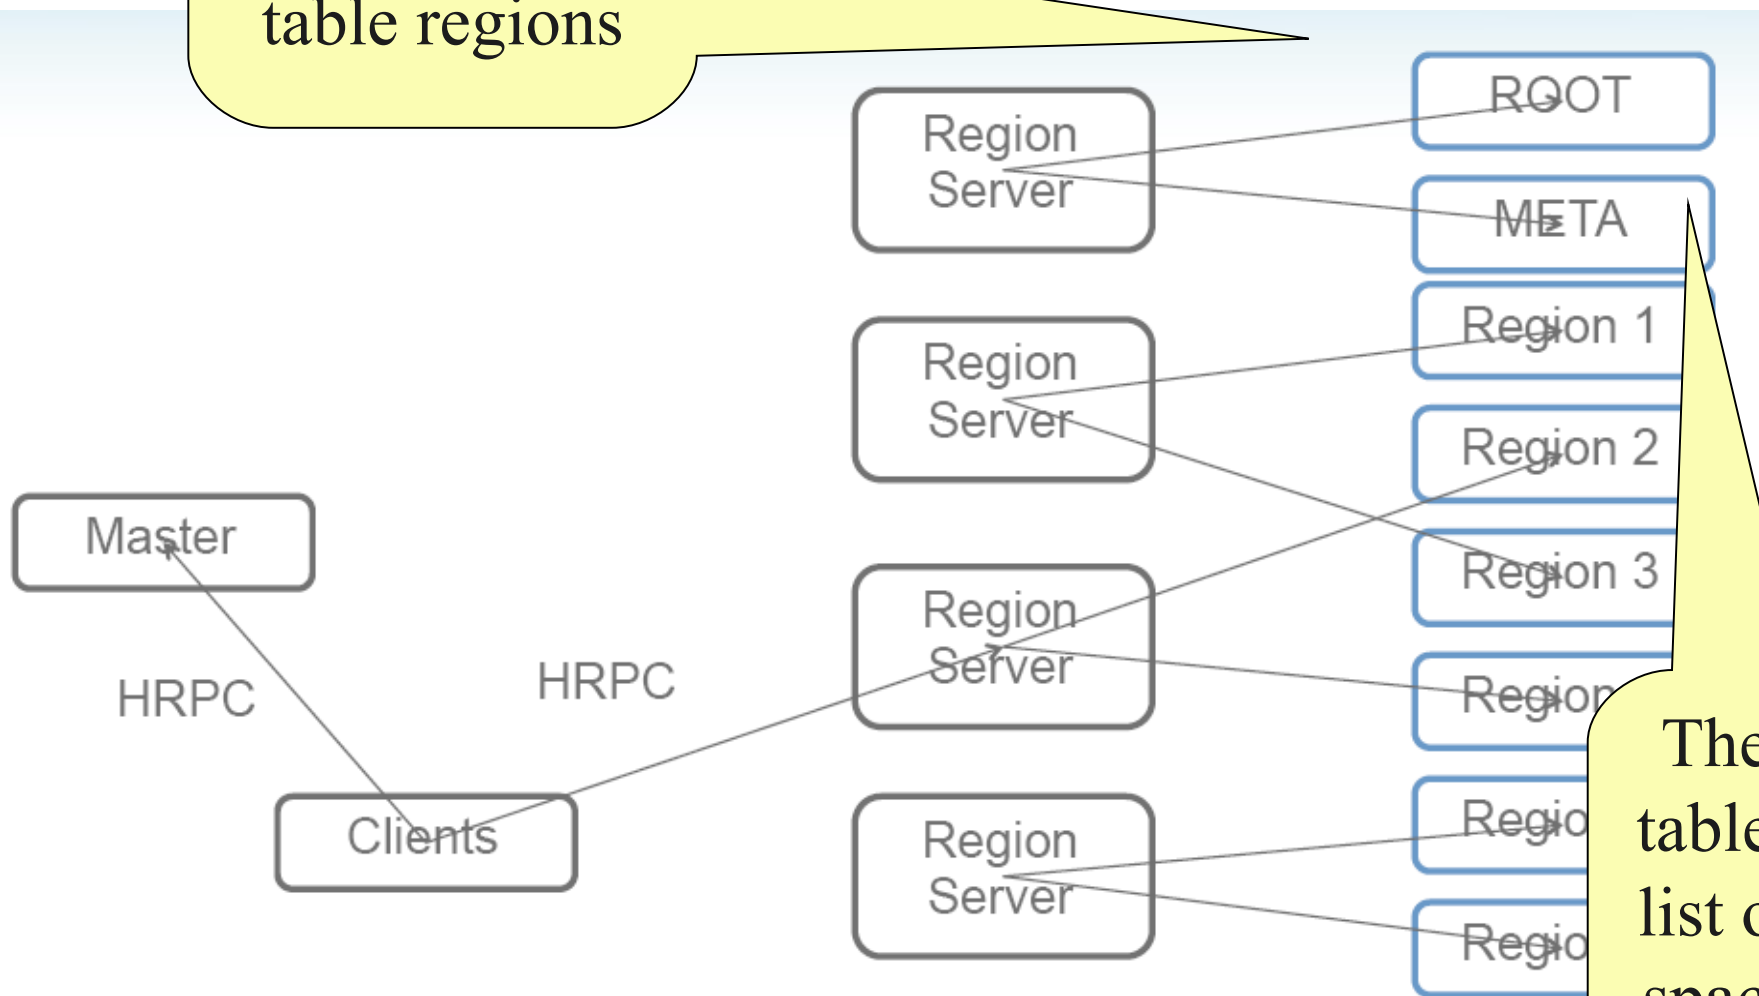 table regions
ROOT
Region
Server
META
Region 1
Region
Server
Region 2
Master
Region 3
Region
Server
HRPC
HRPC
Region
The
table
Region
Server
Clients
list